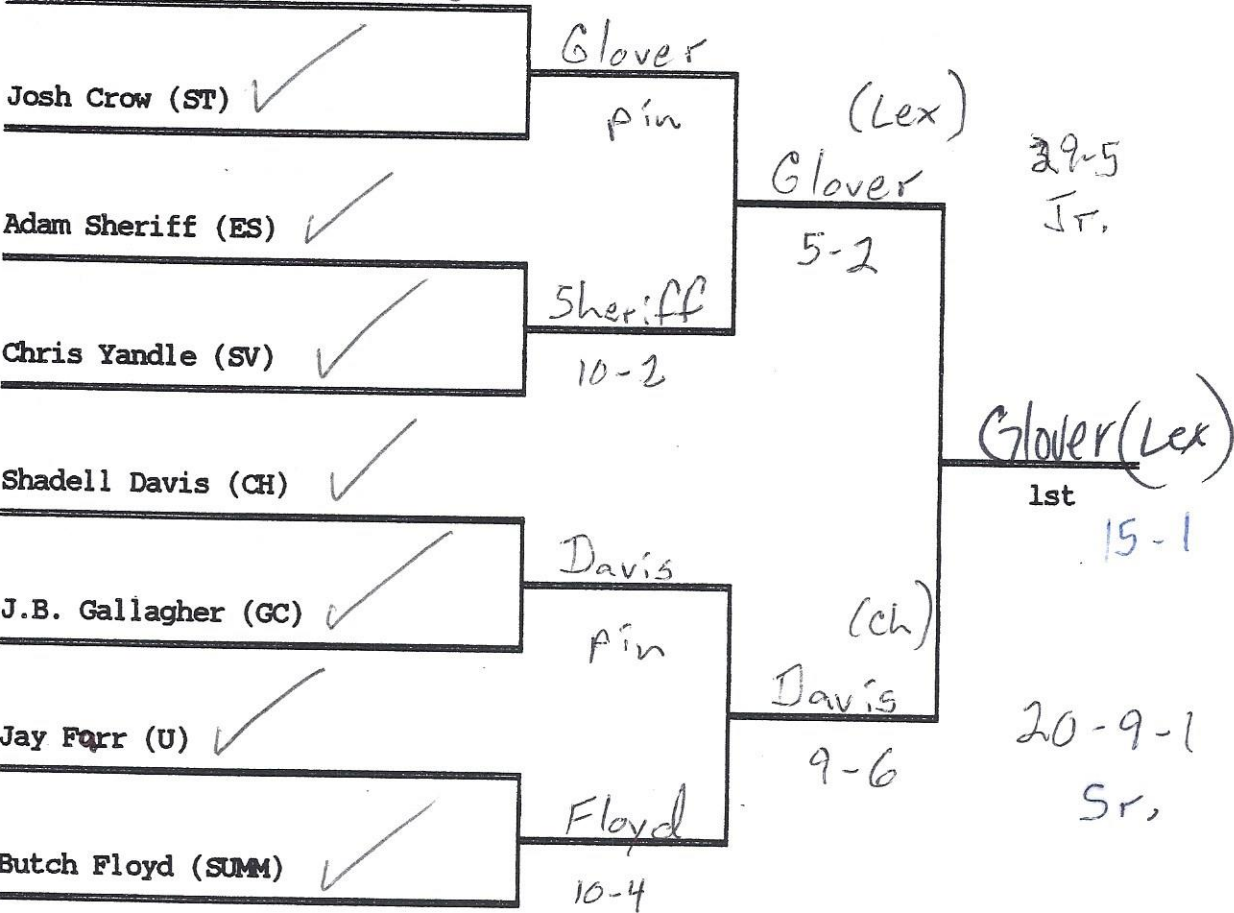 Glover
Josh Crow (ST)
pin
(Lex)
Glover
39-5
Jr.
Adam Sheriff (ES)
5-2
Sheriff
Chris Yandle (SV)
10-2
Glover (Lex)
1st
15-1
Shadell Davis (CH)
Davis
J.B. Gallagher (GC)
pin
(Ch)
Davis
20-9-1
Sr.
Jay Farr (U)
9-6
Floyd
Butch Floyd (SUMM)
10-4